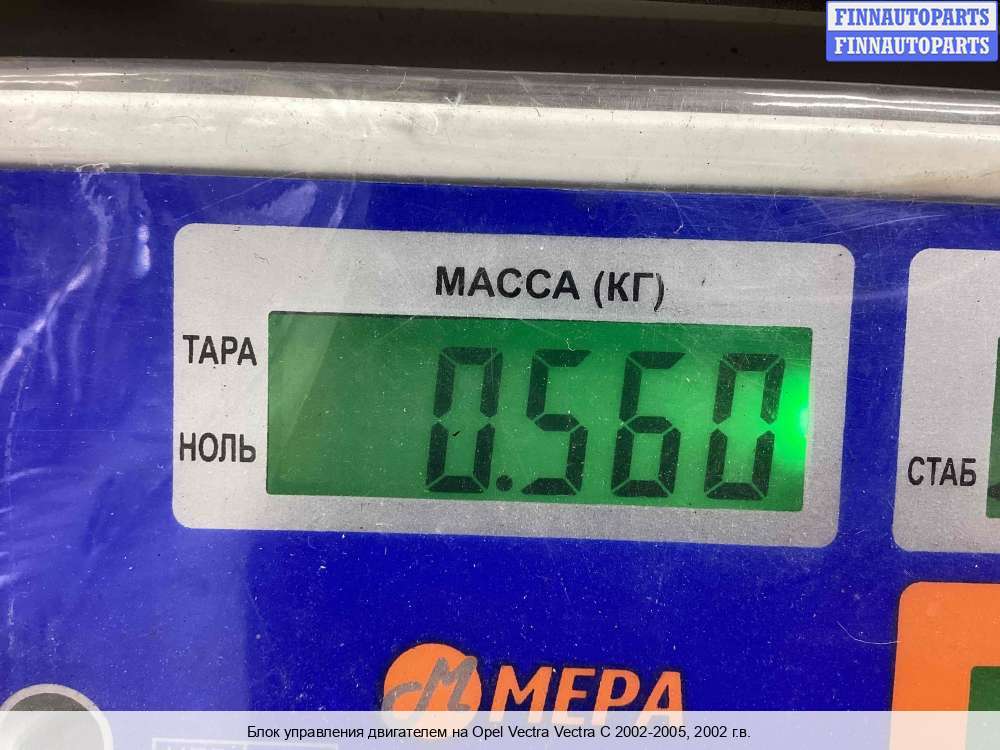 FINNAUTOPARTS
FINNAUTOPARTS
МАССА (КГ)
ТАРА
0.560
НОЛЬ
СТАБ
МЕРА
Блок управления двигателем на Opel Vectra Vectra C 2002-2005, 2002 г.в.